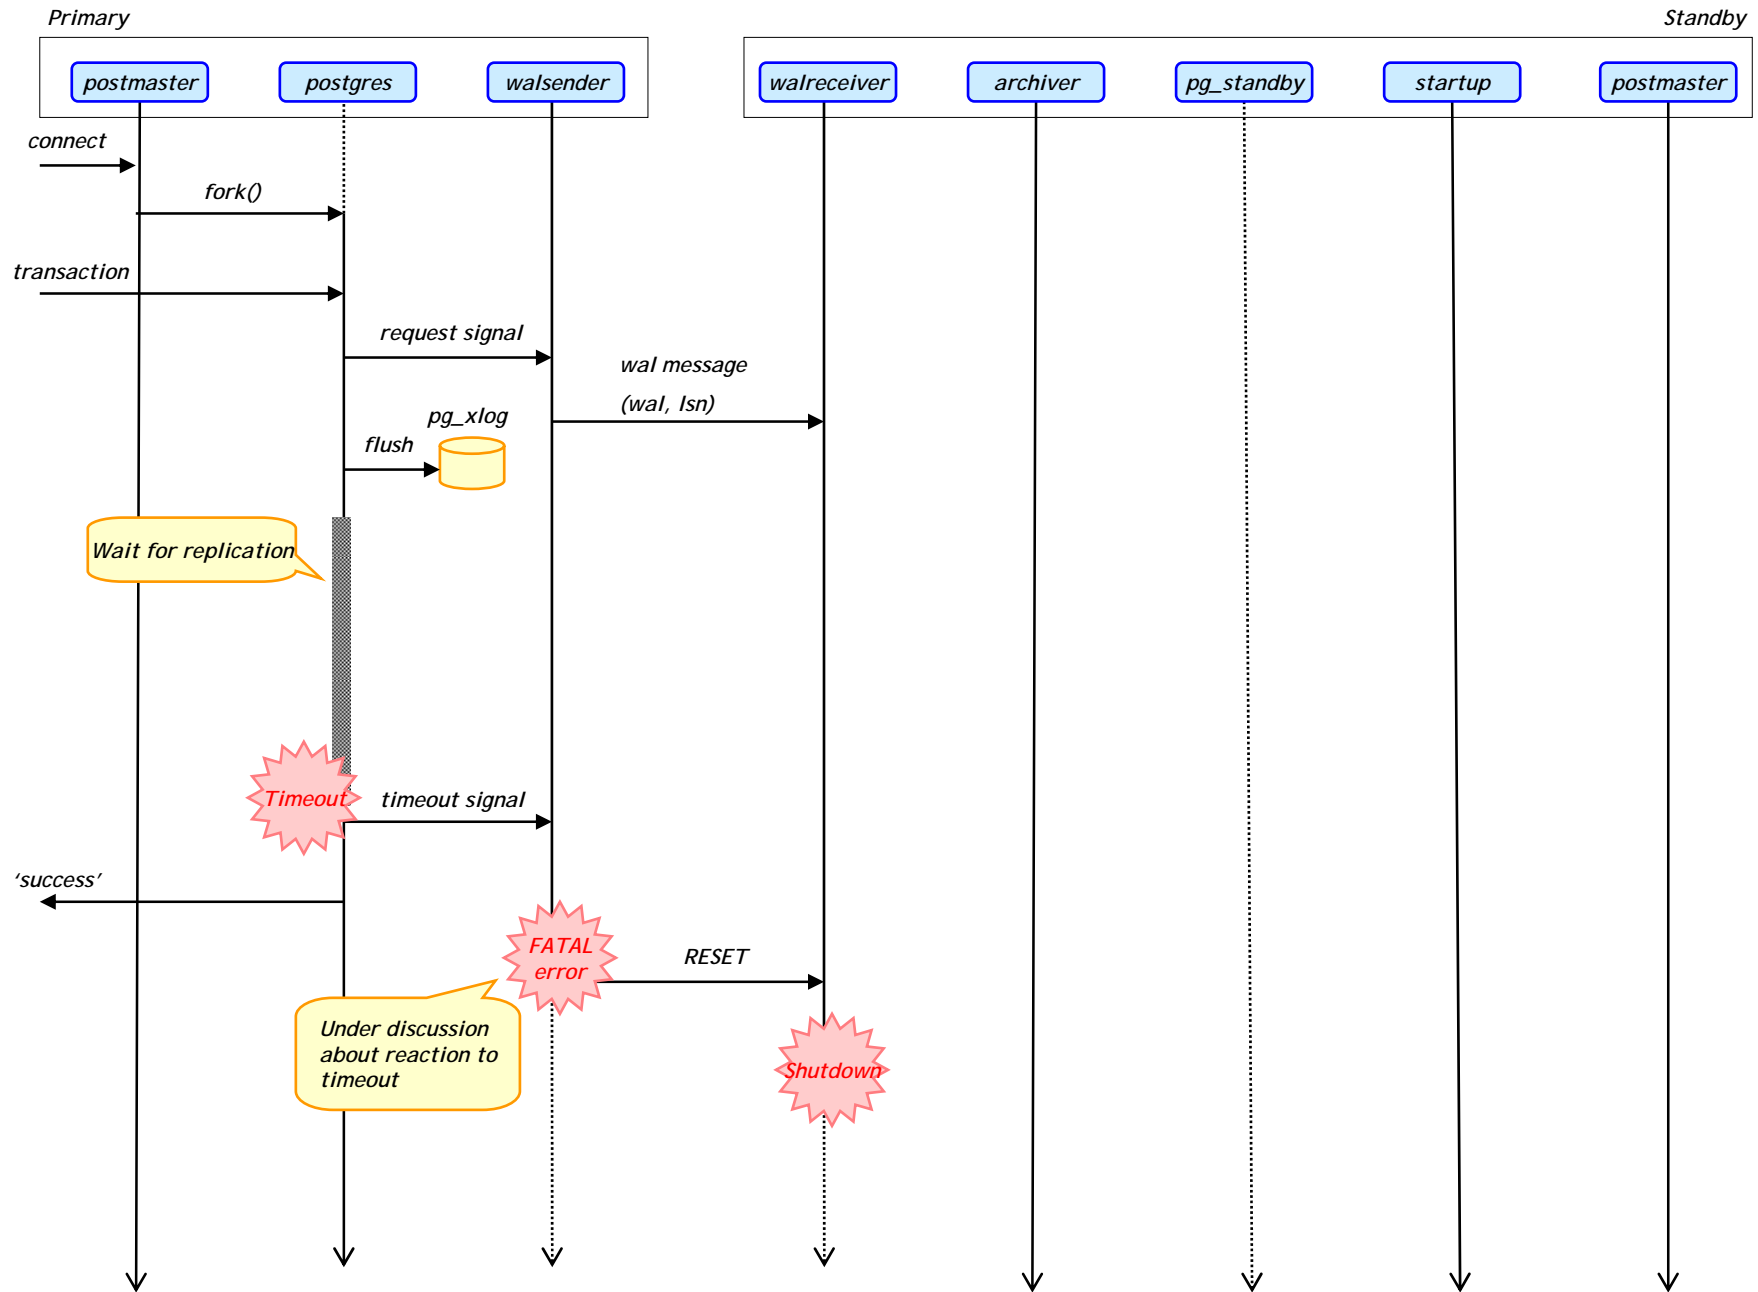 Primary
Standby
postmaster
postgres
walsender
walreceiver
archiver
pg_standby
startup
postmaster
connect
fork()
transaction
request signal
wal message
(wal, lsn)
pg_xlog
flush
Wait for replication
Timeout
timeout signal
‘success’
FATAL
error
RESET
Under discussion
about reaction to
timeout
Shutdown